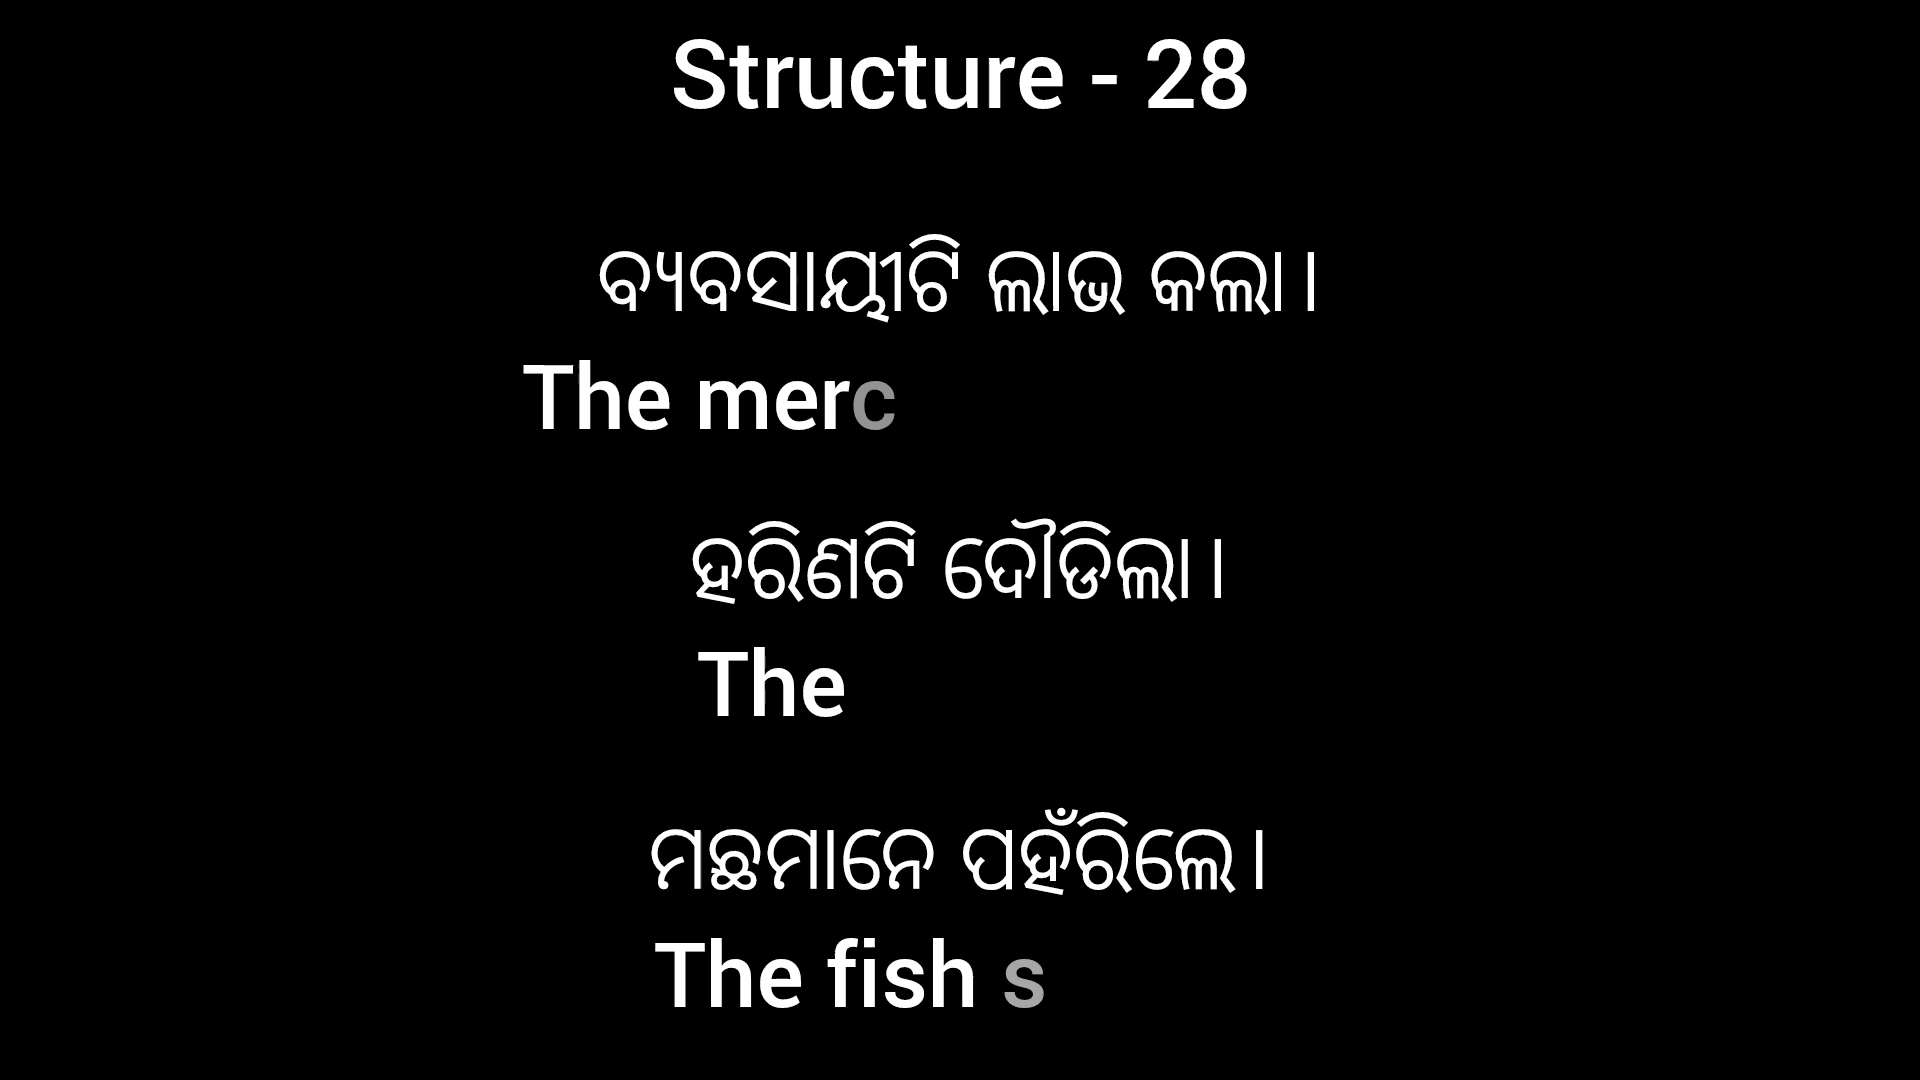 Structure - 28
ବ୍ୟବସାୟୀଟି ଲାଭ କଲା ।
The merc
ହରିଣଟି ଦୌଡିଲା ।
The
ମଛମାନେ ପହଁରିଲେ ।
The fish s